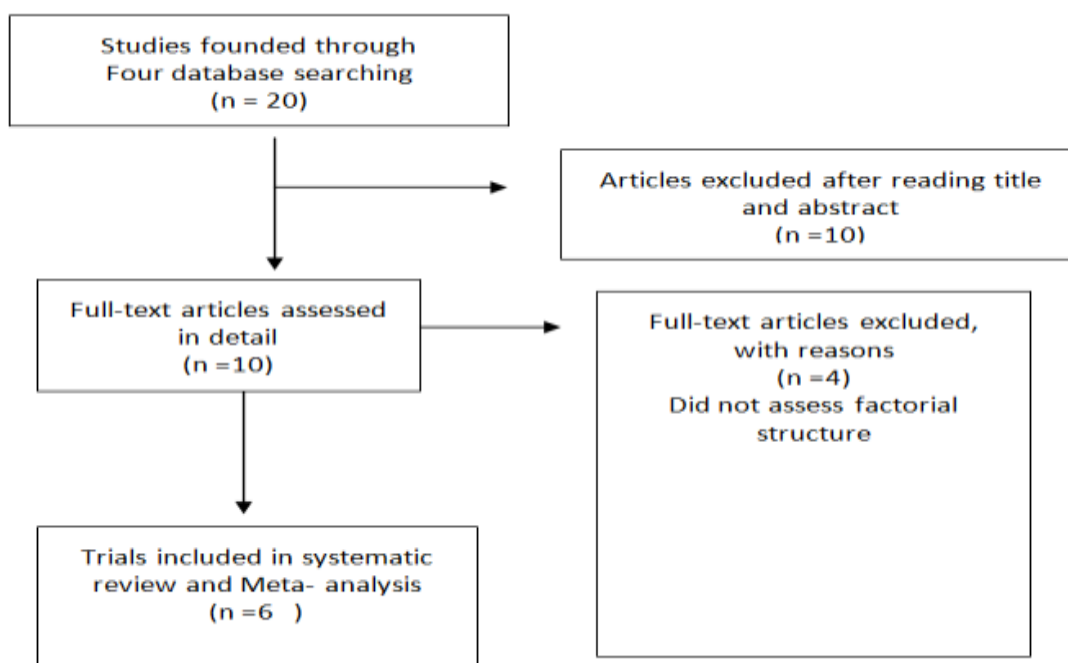 Studies founded through
Four database searching
(n = 20)
Articles excluded after reading title
and abstract
(n =10)
Full-text articles assessed
in detail
(n =10)
Full-text articles excluded,
with reasons
(n =4)
Did not assess factorial
structure
Trials included in systematic
review and Meta- analysis
(n =6   )